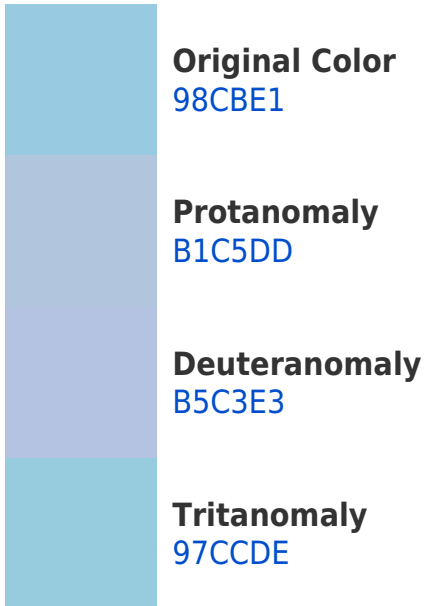 Original Color
98CBE1
Protanomaly
B1C5DD
Deuteranomaly
B5C3E3
Tritanomaly
97CCDE